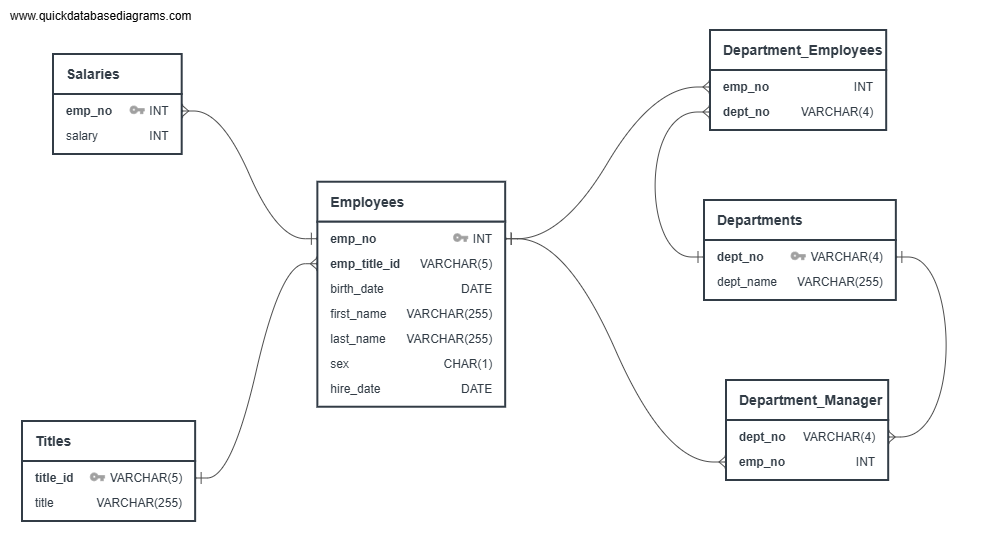 www.quickdatabasediagrams.com
Salaries
emp_no INT
salary INT
Employees
emp_no INT
emp_title_id VARCHAR(5)
birth_date DATE
first_name VARCHAR(255)
last_name VARCHAR(255)
sex CHAR(1)
hire_date DATE
Titles
title_id VARCHAR(5)
title VARCHAR(255)
Department_Employees
emp_no INT
dept_no VARCHAR(4)
Departments
dept_no VARCHAR(4)
dept_name VARCHAR(255)
Department_Manager
dept_no VARCHAR(4)
emp_no INT